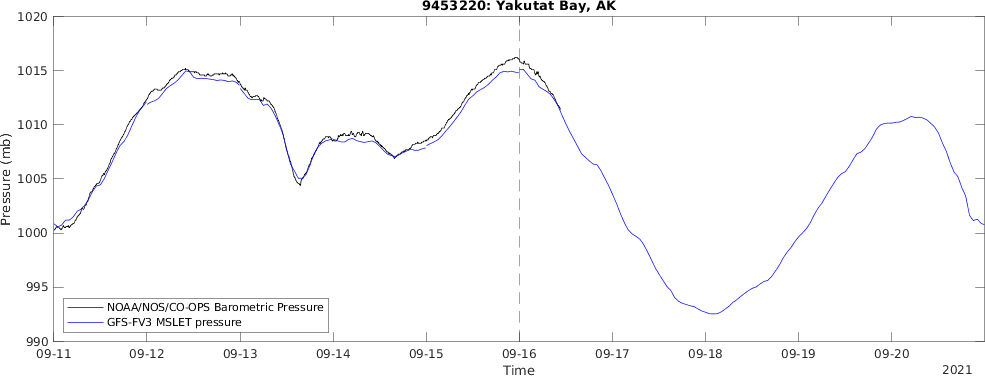 9453220: Yakutat Bay, AK
Pressure (mb)
1020
1015
1010
1005
1000
995
990
NOAA/NOS/CO-OPS Barometric Pressure
GFS-FV3 MSLET pressure
09-11 09-12 09-13 09-14 09-15 09-16 09-17 09-18 09-19 09-20
Time
2021